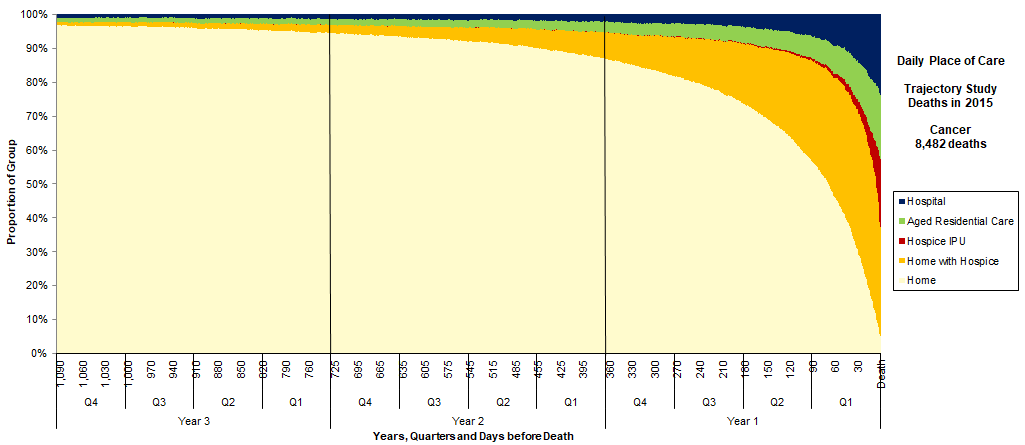 100%
90%
80%
70%
60%
50%
40%
30%
20%
10%
0%
Proportion of Group
1,090 1,060 1,030 1,000 970 940 910 880 850 820 790 760 725 695 665 635 605 575 545 515 485 455 425 395 360 330 300 270 240 210 180 150 120 90 60 30 Death
Q4 Q3 Q2 Q1 Q4 Q3 Q2 Q1 Q4 Q3 Q2 Q1
Year 3 Year 2 Year 1
Years, Quarters and Days before Death
Daily Place of Care
Trajectory Study
Deaths in 2015
Cancer
8,482 deaths
Hospital
Aged Residential Care
Hospice IPU
Home with Hospice
Home